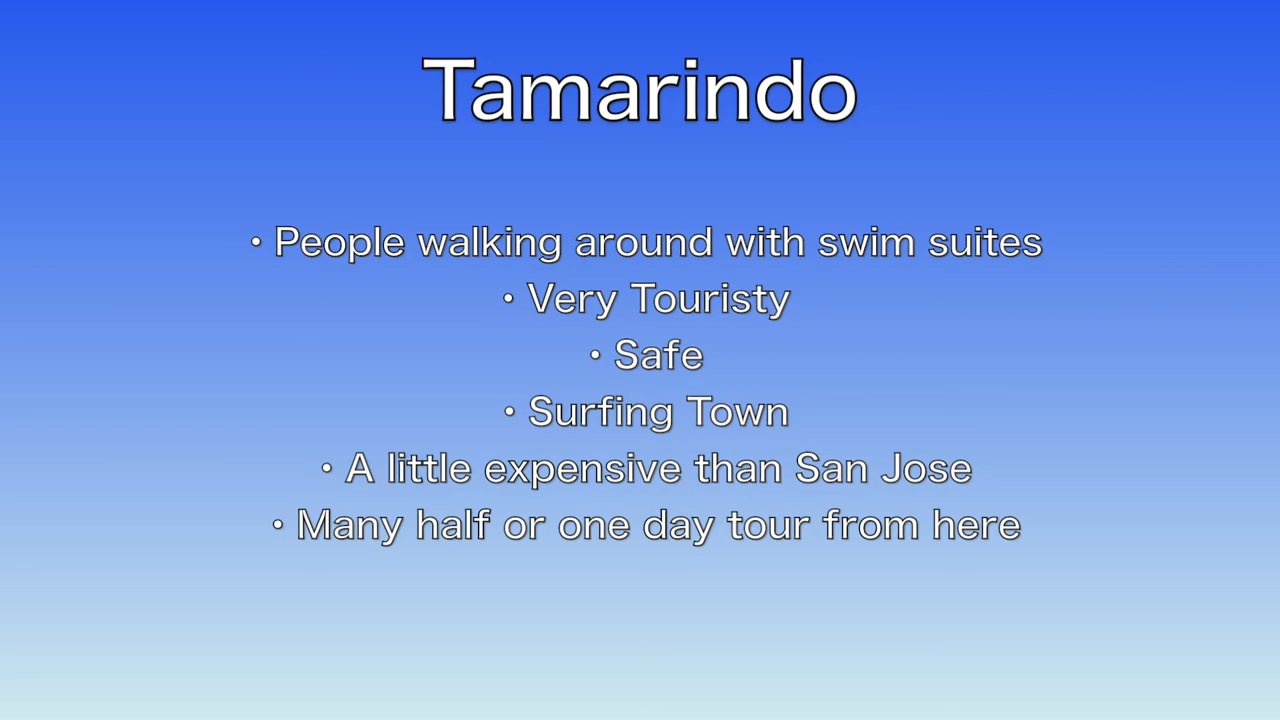 Tamarindo
・People walking around with swim suites
・Very Touristy
・Safe
・Surfing Town
・A little expensive than San Jose
・Many half or one day tour from here